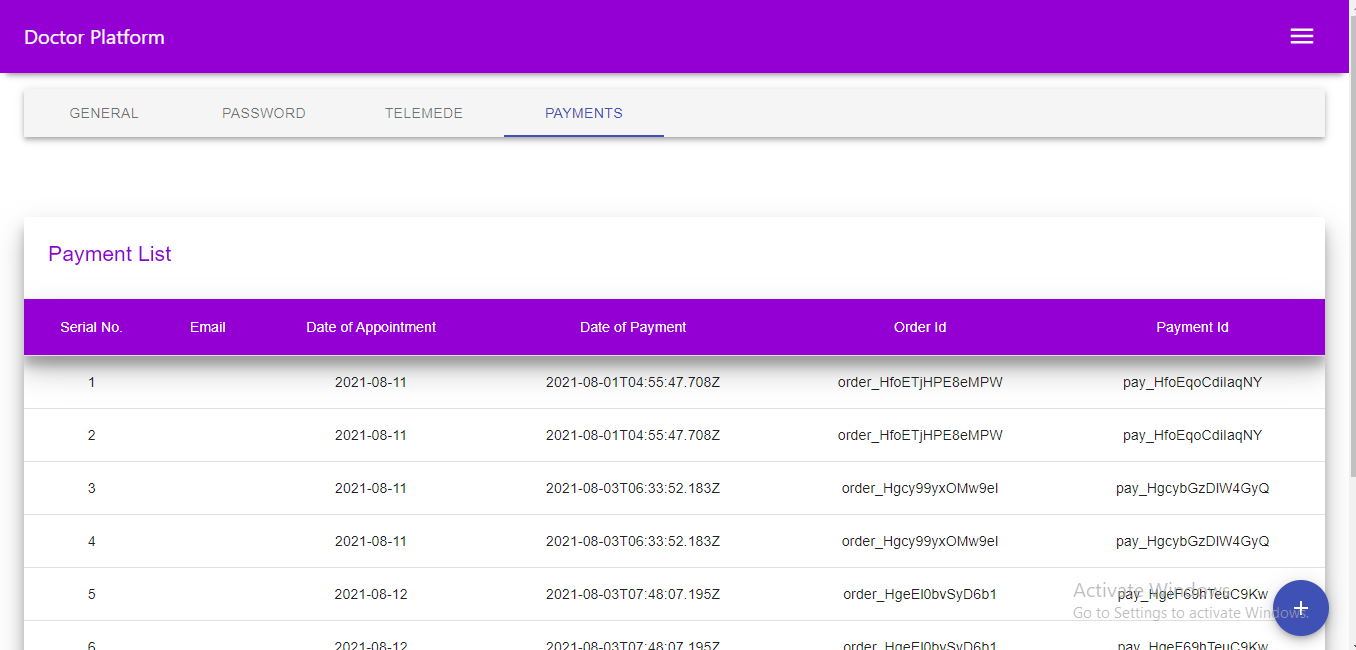 Doctor Platform
GENERAL PASSWORD TELEMEDE PAYMENTS
Payment List
Serial No. Email Date of Appointment Date of Payment Order Id Payment Id
1 2021-08-11 2021-08-01T04:55:47.708Z order_HfoETjHPE8eMPW pay_HfoEqoCdilaqNY
2 2021-08-11 2021-08-01T04:55:47.708Z order_HfoETjHPE8eMPW pay_HfoEqoCdilaqNY
3 2021-08-11 2021-08-03T06:33:52.183Z order_Hgcy99yxOMw9eI pay_HgcybGzDIW4GyQ
4 2021-08-11 2021-08-03T06:33:52.183Z order_Hgcy99yxOMw9eI pay_HgcybGzDIW4GyQ
5 2021-08-12 2021-08-03T07:48:07.195Z order_HgeEI0bvSyD6b1 pay_HgeF69hTeuC9Kw
Activate Windows
Go to Settings to activate Windows.
6 2021-08-12 2021-08-03T07:48:07.195Z order_HgeEI0bvSyD6b1 pay_HgeF69hTeuC9Kw